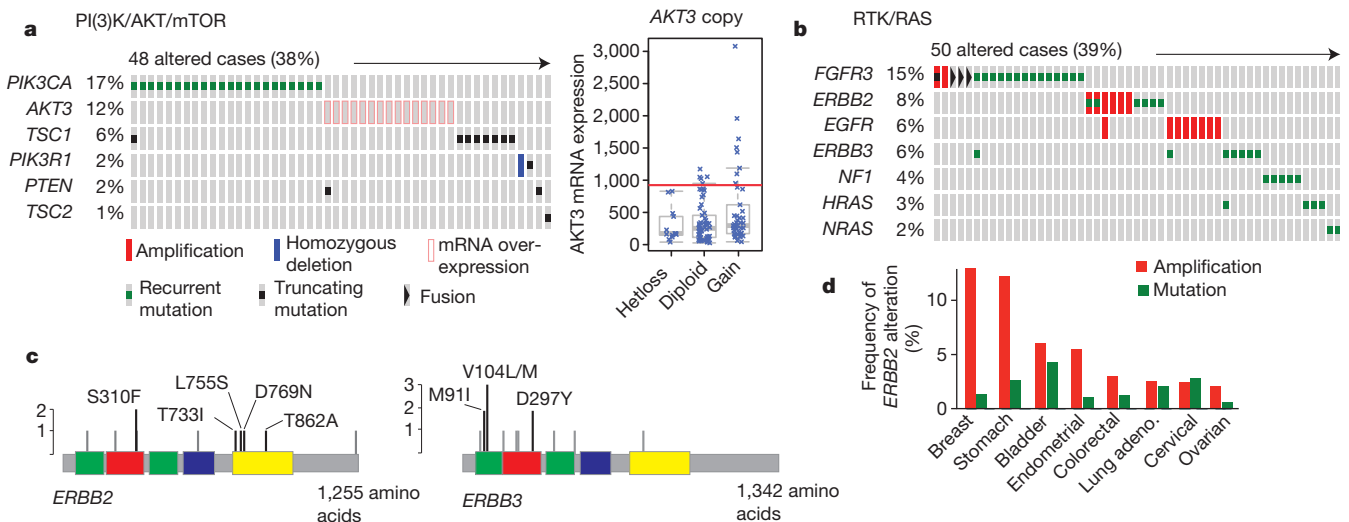 a
PI(3)K/AKT/mTOR
48 altered cases (38%)
PIK3CA 17%
AKT3 12%
TSC1 6%
PIK3R1 2%
PTEN 2%
TSC2 1%
Amplification
Homozygous deletion
mRNA over-expression
Recurrent mutation
Truncating mutation
Fusion
AKT3 copy
AKT3 mRNA expression
3,000
2,500
2,000
1,500
1,000
500
0
Hetloss
Diploid
Gain
b
RTK/RAS
50 altered cases (39%)
FGFR3 15%
ERBB2 8%
EGFR 6%
ERBB3 6%
NF1 4%
HRAS 3%
NRAS 2%
c
2
1
S310F
T733I
L755S
D769N
T862A
ERBB2
1,255 amino acids
3
2
1
M91I
V104L/M
D297Y
ERBB3
1,342 amino acids
d
Amplification
Mutation
Frequency of
ERBB2 alteration
(%)
10
5
0
Breast
Stomach
Bladder
Endometrial
Colorectal
Lung adeno.
Cervical
Ovarian